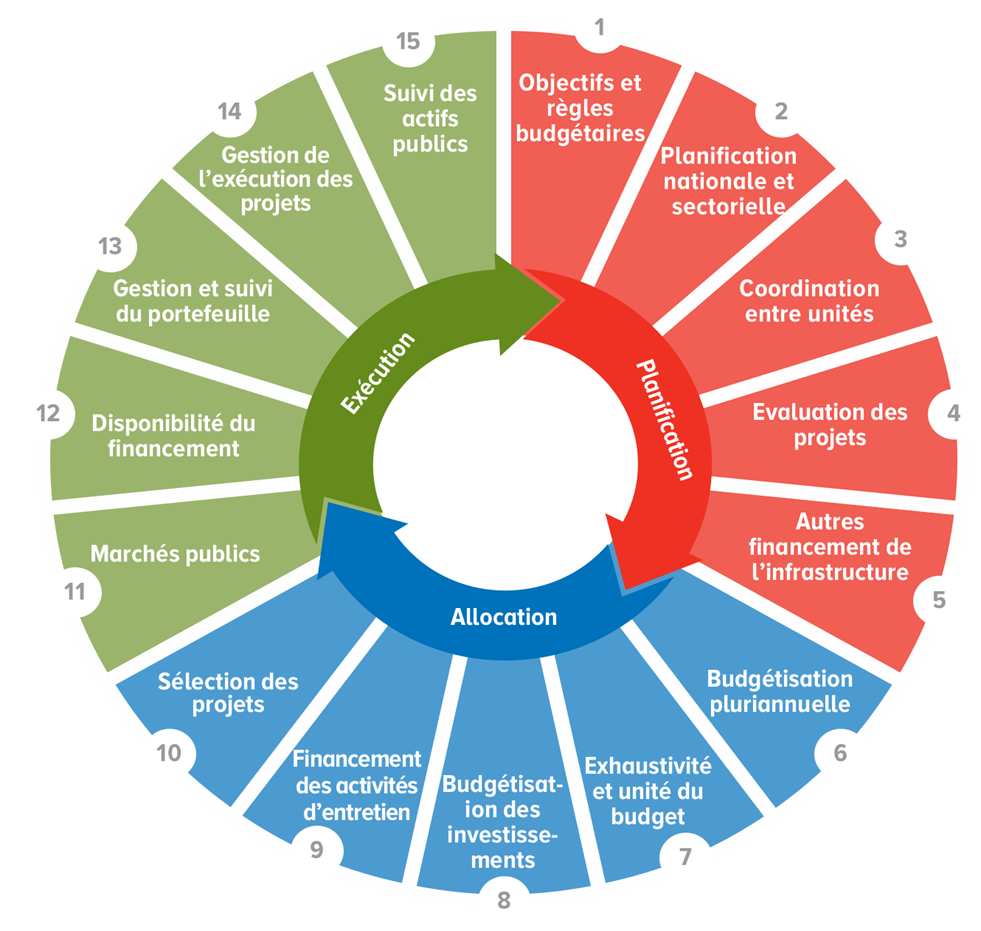 1
Objectifs et
règles
budgétaires
2
Planification
nationale et
sectorielle
3
Coordination
entre unités
4
Evaluation des
projets
5
Autres
financement de
l’infrastructure
6
Budgétisation
pluriannuelle
7
Exhaustivité
et unité du
budget
8
Budgétisat-
ion des
investisse-
ments
9
Financement
des activités
d’entretien
10
Sélection des
projets
11
Marchés publics
12
Disponibilité du
financement
13
Gestion et suivi
du portefeuille
14
Gestion de
l’exécution des
projets
15
Suivi des
actifs
publics
Planification
Allocation
Exécution